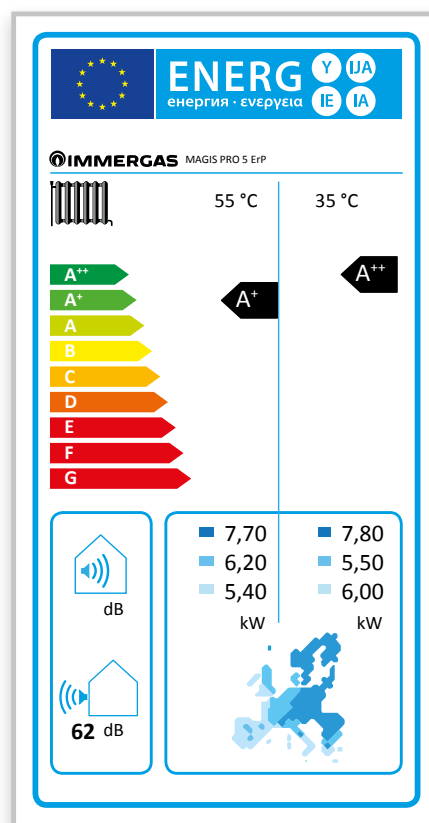 ENERG Y IJA
енергия · ενεργεια IE IA
IMMERGAS MAGIS PRO 5 ErP
55 °C 35 °C
A++
A++
A+
A+
A
B
C
D
E
F
G
7,70 7,80
6,20 5,50
5,40 6,00
kW kW
dB
62 dB